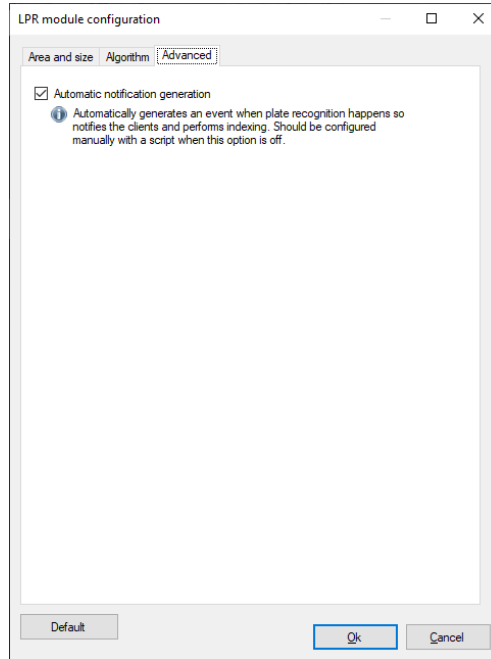 LPR module configuration
Area and size Algorithm Advanced
Automatic notification generation
Automatically generates an event when plate recognition happens so
notifies the clients and performs indexing. Should be configured
manually with a script when this option is off.
Default Ok Cancel